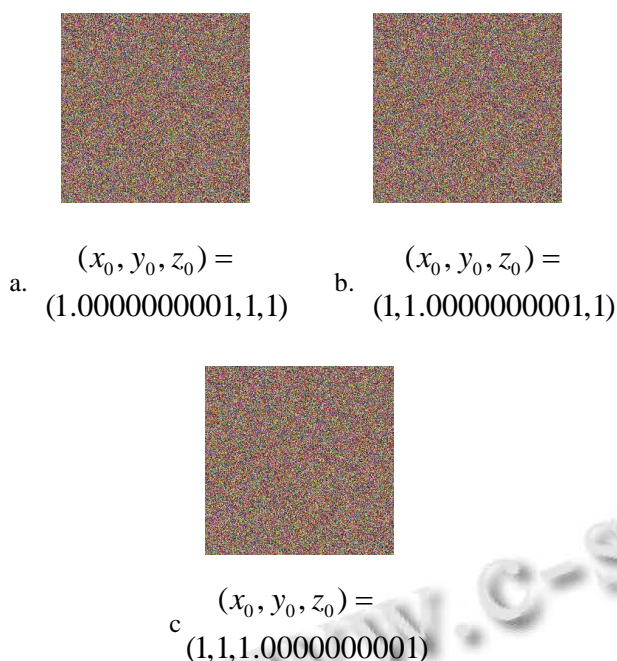 (x₀, y₀, z₀) =
a. (1.0000000001,1,1)
(x₀, y₀, z₀) =
b. (1,1.0000000001,1)
(x₀, y₀, z₀) =
c (1,1,1.0000000001)
www.c-s